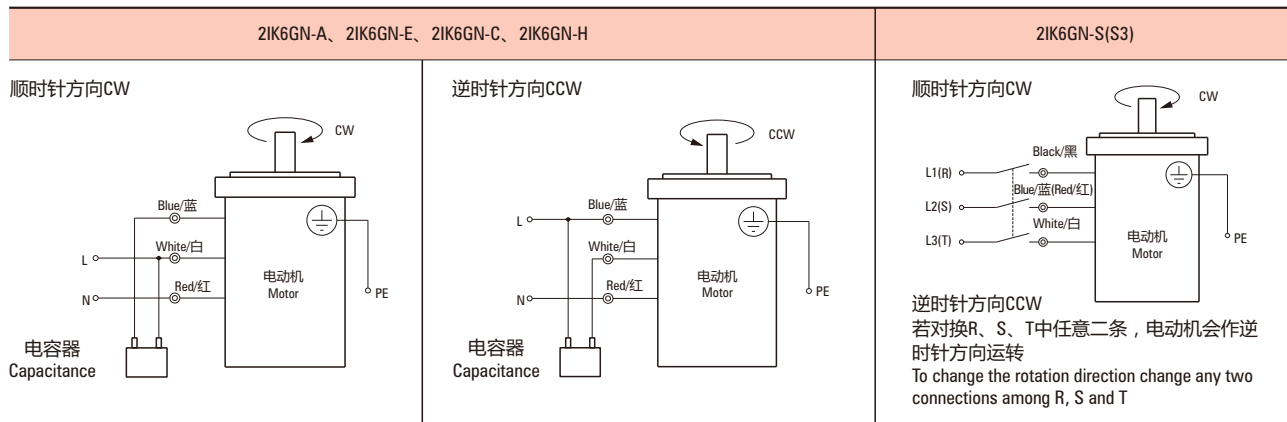 2IK6GN-A、2IK6GN-E、2IK6GN-C、2IK6GN-H
2IK6GN-S(S3)
顺时针方向CW
CW
Blue/蓝
White/白
L
Red/红
N
电动机
Motor
PE
电容器
Capacitance
逆时针方向CCW
CCW
Blue/蓝
L
White/白
Red/红
N
电动机
Motor
PE
电容器
Capacitance
顺时针方向CW
CW
Black/黑
L1(R)
Blue/蓝(Red/红)
L2(S)
White/白
L3(T)
电动机
Motor
PE
逆时针方向CCW
若对换R、S、T中任意二条，电动机会作逆
时针方向运转
To change the rotation direction change any two
connections among R, S and T